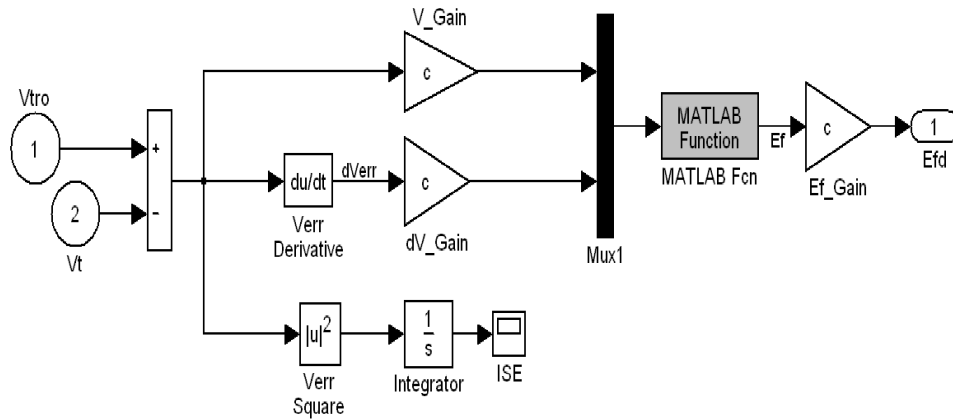 V_Gain
c
Vtro
1
+
−
2
Vt
du/dt
dVerr
Verr
Derivative
c
dV_Gain
Mux1
MATLAB
Function
MATLAB Fcn
Ef
c
Ef_Gain
1
Efd
|u|²
Verr
Square
1
s
Integrator
ISE